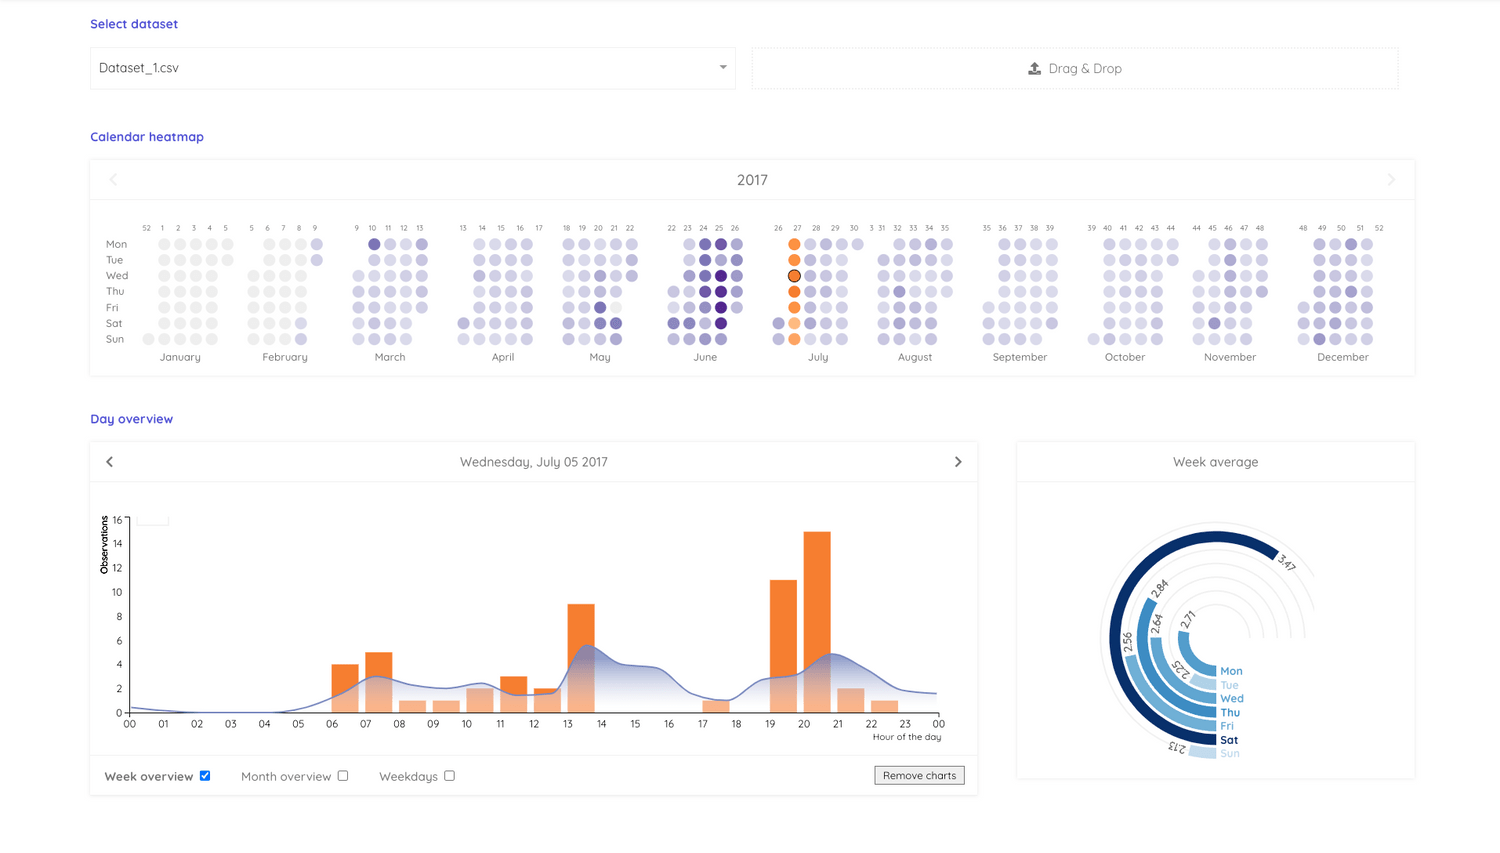 Select dataset
Dataset_1.csv
Drag & Drop
Calendar heatmap
2017
52 1 2 3 4 5 5 6 7 8 9 9 10 11 12 13 13 14 15 16 17 18 19 20 21 22 22 23 24 25 26 26 27 28 29 30 3 31 32 33 34 35 35 36 37 38 39 39 40 41 42 43 44 44 45 46 47 48 48 49 50 51 52
Mon
Tue
Wed
Thu
Fri
Sat
Sun
January February March April May June July August September October November December
Day overview
Wednesday, July 05 2017
Observations
16
14
12
10
8
6
4
2
0
00 01 02 03 04 05 06 07 08 09 10 11 12 13 14 15 16 17 18 19 20 21 22 23 00
Hour of the day
Week overview Month overview Weekdays Remove charts
Week average
3.47
2.84
2.64
2.71
2.56
2.25
2.13
Mon
Tue
Wed
Thu
Fri
Sat
Sun